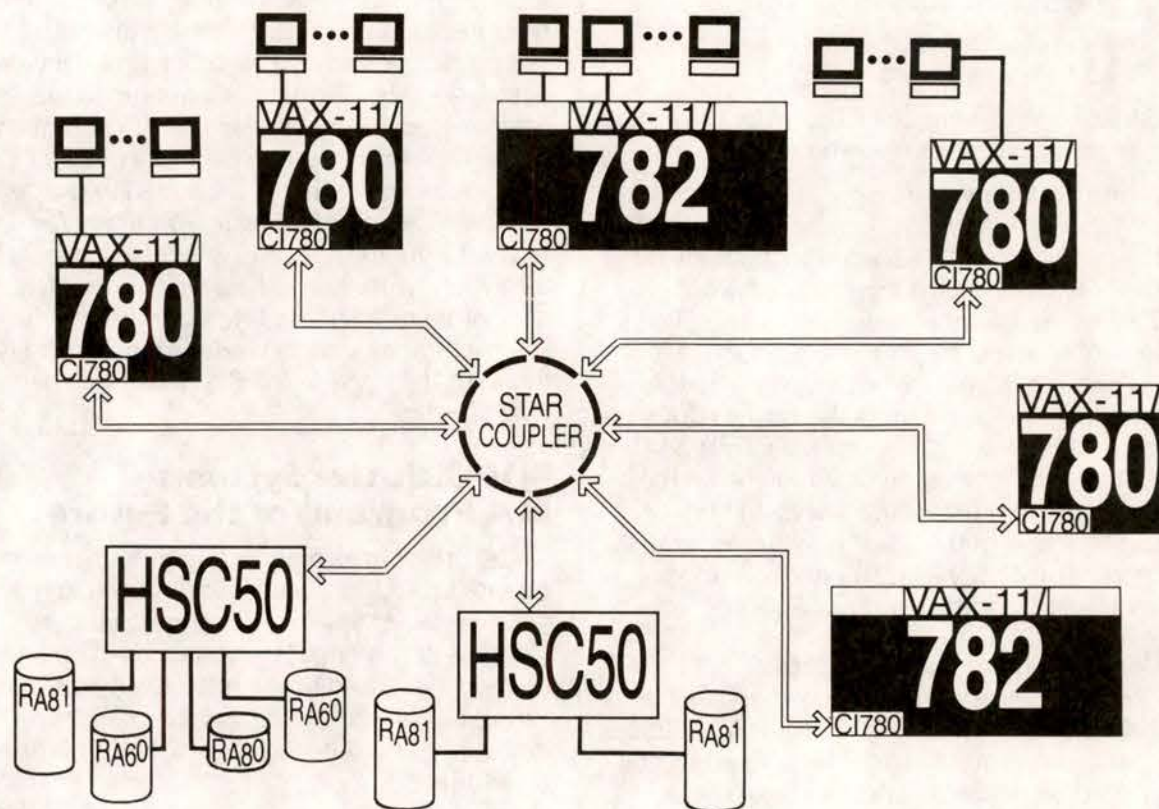 VAX-11/
780
CI780
VAX-11/
782
CI780
VAX-11/
780
CI780
VAX-11/
780
CI780
STAR
COUPLER
VAX-11/
780
CI780
HSC50
RA81
RA60
RA80
RA60
HSC50
RA81
RA81
VAX-11/
782
CI780